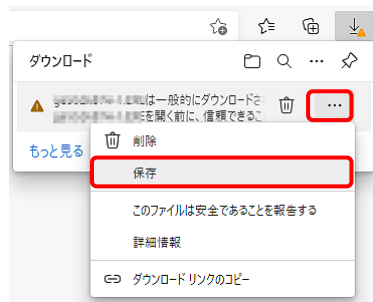 ダウンロード
は一般的にダウンロードさ
を開く前に、信頼できるこ
もっと見る
削除
保存
このファイルは安全であることを報告する
詳細情報
ダウンロード リンクのコピー